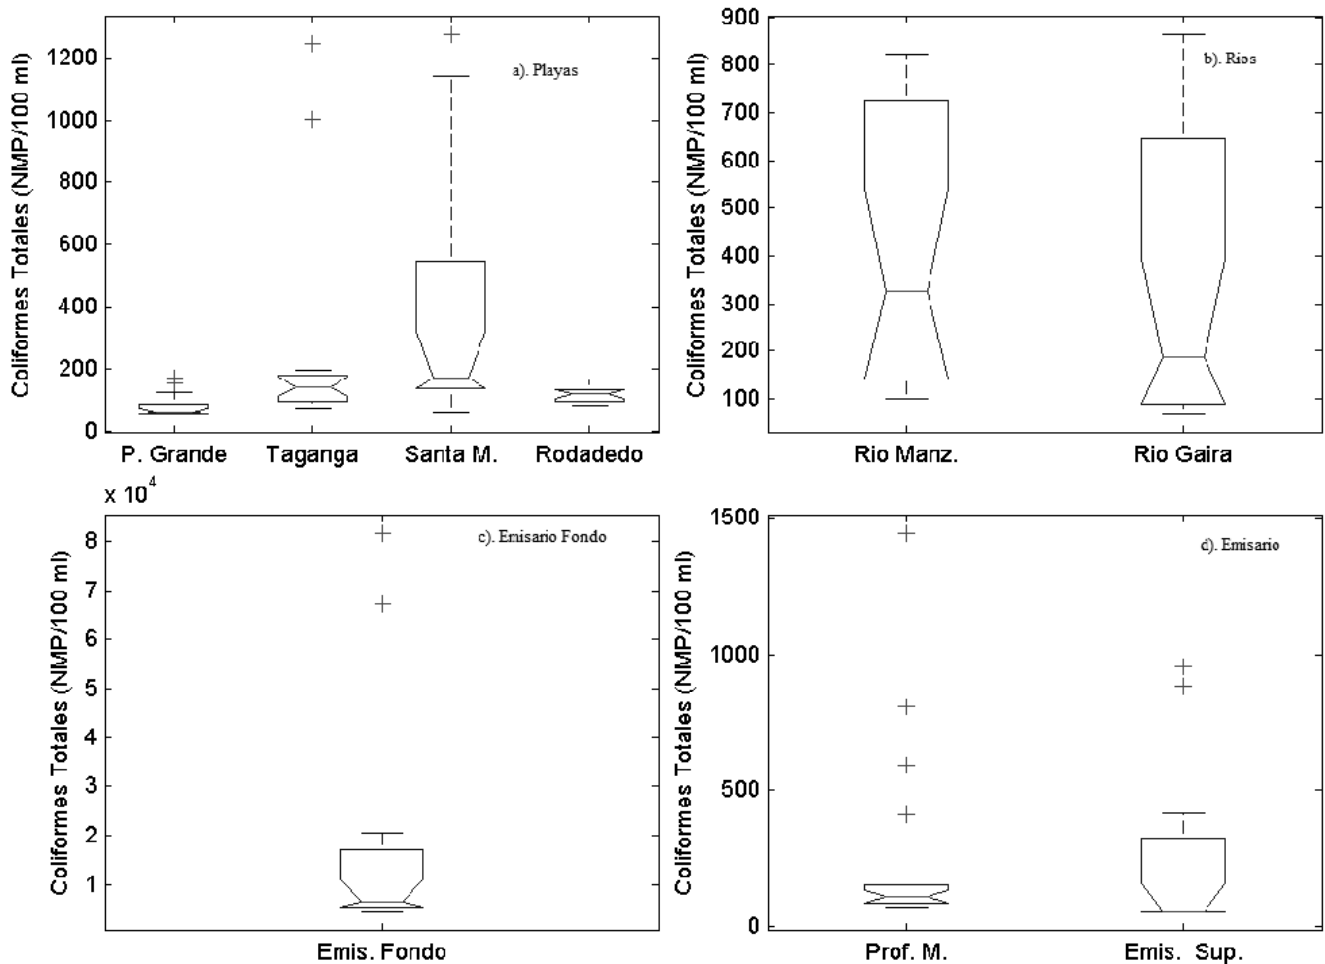 Coliformes Totales (NMP/100 ml)
1200
1000
800
600
400
200
0
a). Playas
P. Grande Taganga Santa M. Rodadedo
Coliformes Totales (NMP/100 ml)
900
800
700
600
500
400
300
200
100
b). Rios
Rio Manz. Rio Gaira
x 10^4
Coliformes Totales (NMP/100 ml)
8
7
6
5
4
3
2
1
c). Emisario Fondo
Emis. Fondo
Coliformes Totales (NMP/100 ml)
1500
1000
500
0
d). Emisario
Prof. M. Emis. Sup.